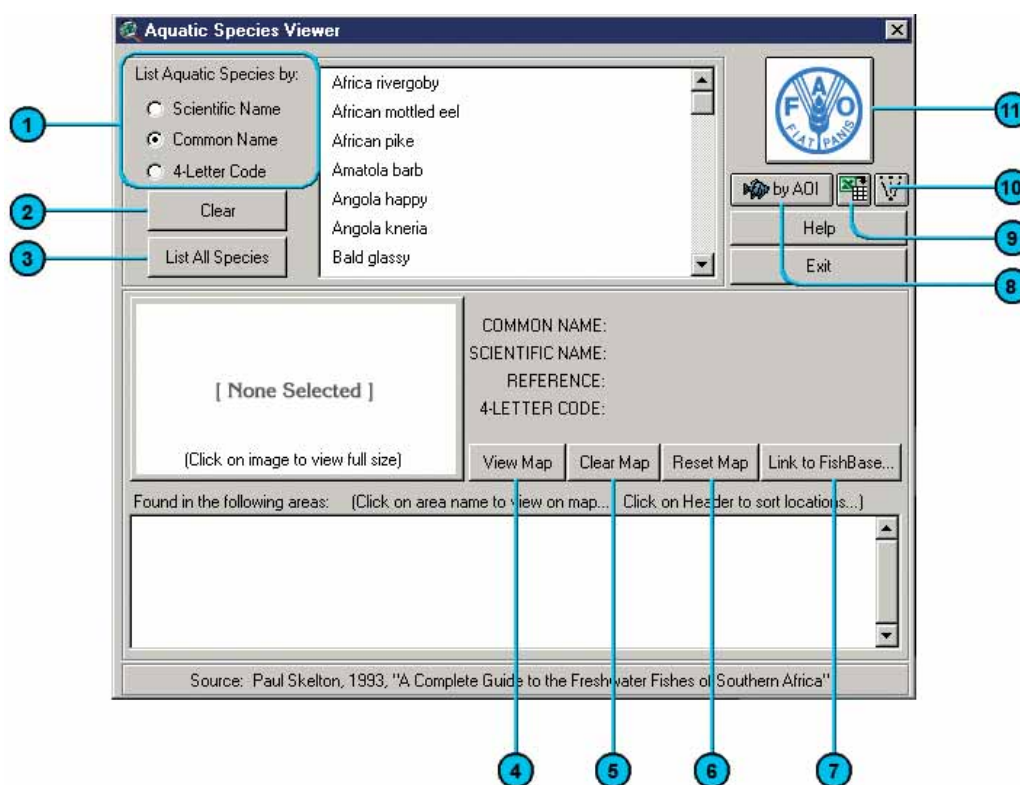 Aquatic Species Viewer
List Aquatic Species by:
Scientific Name
Common Name
4-Letter Code
Clear
List All Species
Africa rivergoby
African mottled eel
African pike
Amatola barb
Angola happy
Angola kneria
Bald glassy
F A O
FIAT PANIS
by AOI
Help
Exit
1
2
3
11
10
9
8
[ None Selected ]
(Click on image to view full size)
COMMON NAME:
SCIENTIFIC NAME:
REFERENCE:
4-LETTER CODE:
View Map
Clear Map
Reset Map
Link to FishBase...
Found in the following areas: (Click on area name to view on map... Click on Header to sort locations...)
Source: Paul Skelton, 1993, "A Complete Guide to the Freshwater Fishes of Southern Africa"
4
5
6
7